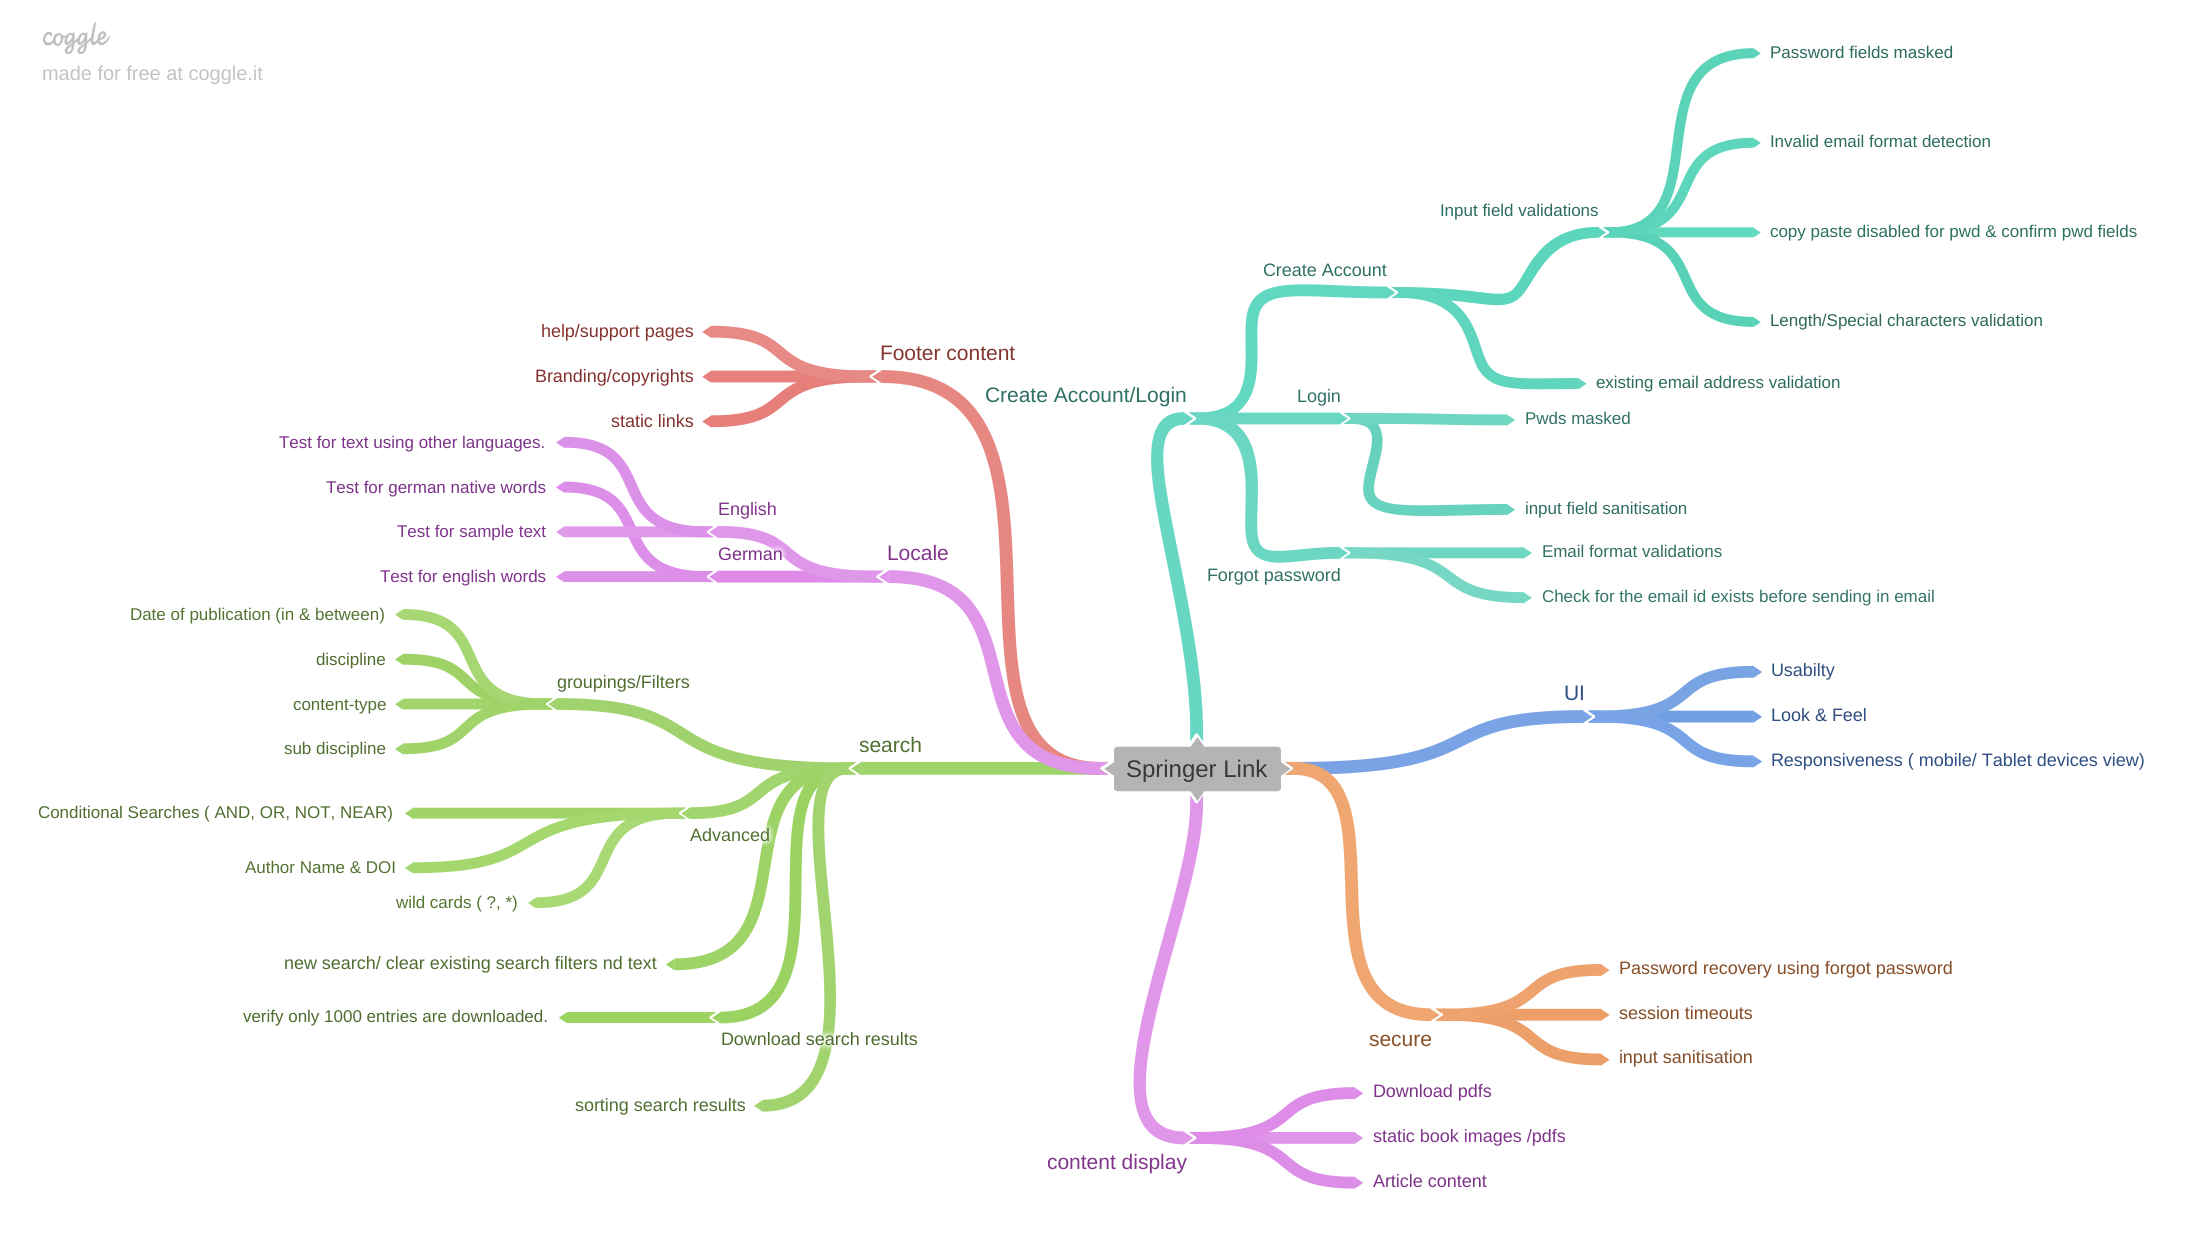 coggle
made for free at coggle.it
Springer Link
Create Account/Login
Create Account
Input field validations
Password fields masked
Invalid email format detection
copy paste disabled for pwd & confirm pwd fields
Length/Special characters validation
existing email address validation
Login
Pwds masked
input field sanitisation
Forgot password
Email format validations
Check for the email id exists before sending in email
UI
Usabilty
Look & Feel
Responsiveness ( mobile/ Tablet devices view)
secure
Password recovery using forgot password
session timeouts
input sanitisation
content display
Download pdfs
static book images /pdfs
Article content
Footer content
help/support pages
Branding/copyrights
static links
Locale
English
Test for text using other languages.
Test for sample text
German
Test for german native words
Test for english words
search
groupings/Filters
Date of publication (in & between)
discipline
content-type
sub discipline
Advanced
Conditional Searches ( AND, OR, NOT, NEAR)
Author Name & DOI
wild cards ( ?, *)
new search/ clear existing search filters nd text
Download search results
verify only 1000 entries are downloaded.
sorting search results